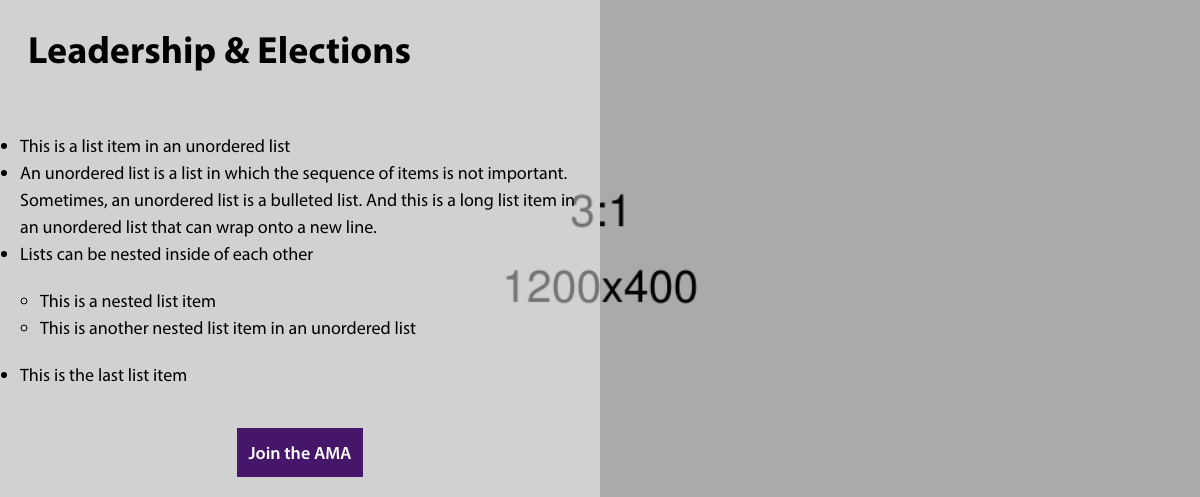 Leadership & Elections
This is a list item in an unordered list
An unordered list is a list in which the sequence of items is not important.
Sometimes, an unordered list is a bulleted list. And this is a long list item in
an unordered list that can wrap onto a new line.
Lists can be nested inside of each other
This is a nested list item
This is another nested list item in an unordered list
This is the last list item
Join the AMA
3:1
1200x400